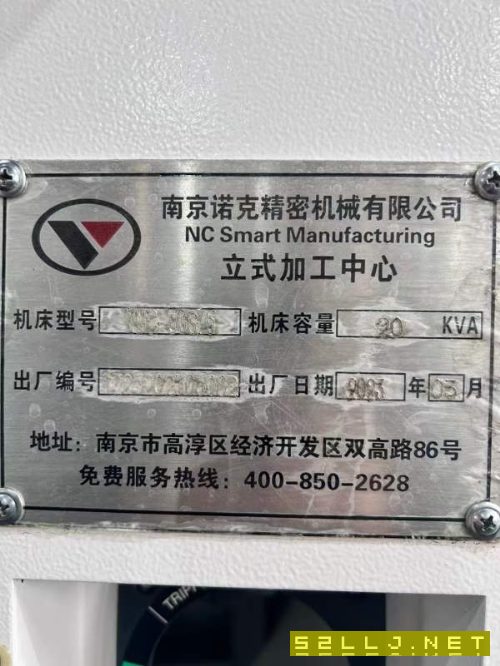 南京诺克精密机械有限公司
NC Smart Manufacturing
立式加工中心
机床型号 机床容量 20 KVA
出厂编号 出厂日期 年 03 月
地址：南京市高淳区经济开发区双高路86号
免费服务热线：400-850-2628
TRIP
52LLJ.NET